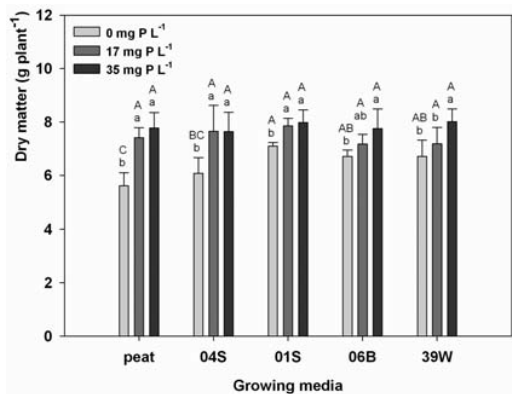 Dry matter (g plant⁻¹)
12
10
8
6
4
2
0
0 mg P L⁻¹
17 mg P L⁻¹
35 mg P L⁻¹
C
b
A
a
A
a
BC
b
A
a
A
a
A
b
A
a
A
a
AB
b
A
ab
A
a
AB
b
A
b
A
a
peat 04S 01S 06B 39W
Growing media